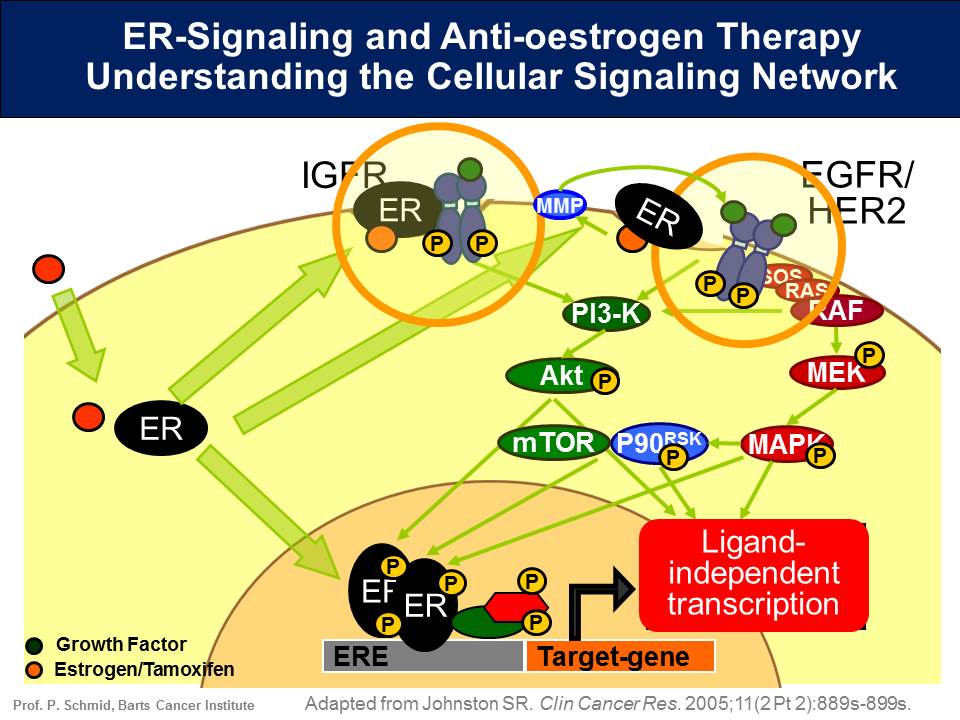 ER-Signaling and Anti-oestrogen Therapy
Understanding the Cellular Signaling Network
IGFR
EGFR/
HER2
ER
MMP
ER
P
P
P
P
SOS
RAS
RAF
PI3-K
Akt
P
MEK
P
ER
mTOR
P90RSK
P
MAPK
P
Ligand-
independent
transcription
ER
P
P
ER
P
P
P
ERE
Target-gene
Growth Factor
Estrogen/Tamoxifen
Prof. P. Schmid, Barts Cancer Institute
Adapted from Johnston SR. Clin Cancer Res. 2005;11(2 Pt 2):889s-899s.